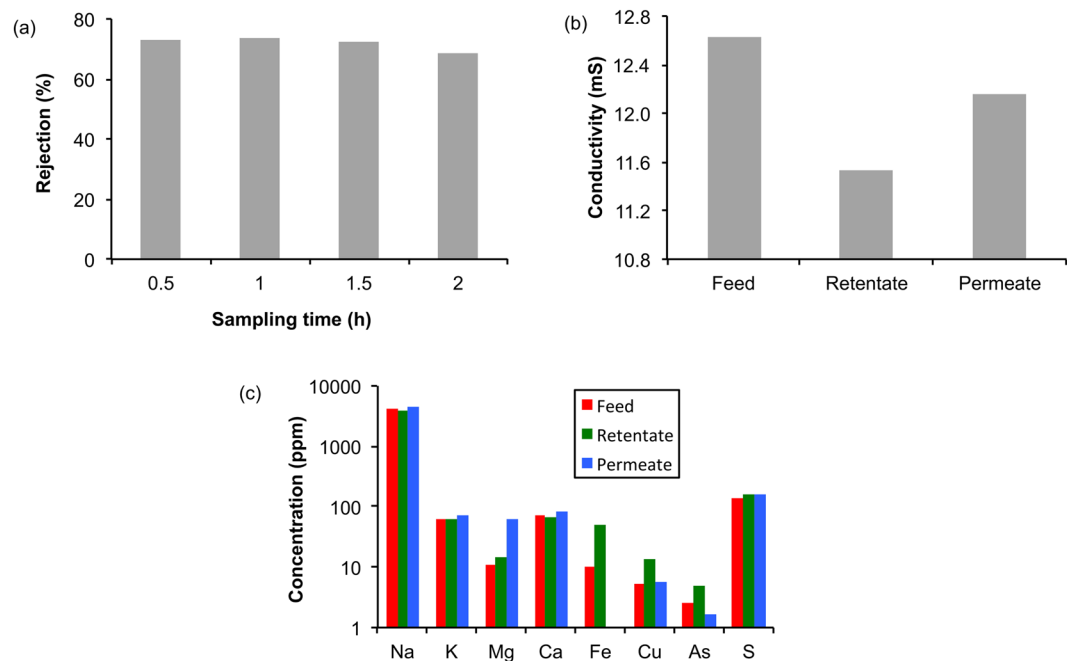 (a)
Rejection (%)
80
60
40
20
0
0.5 1 1.5 2
Sampling time (h)
(b)
Conductivity (mS)
12.8
12.4
12.0
11.6
11.2
10.8
Feed Retentate Permeate
(c)
Concentration (ppm)
10000
1000
100
10
1
Feed
Retentate
Permeate
Na K Mg Ca Fe Cu As S